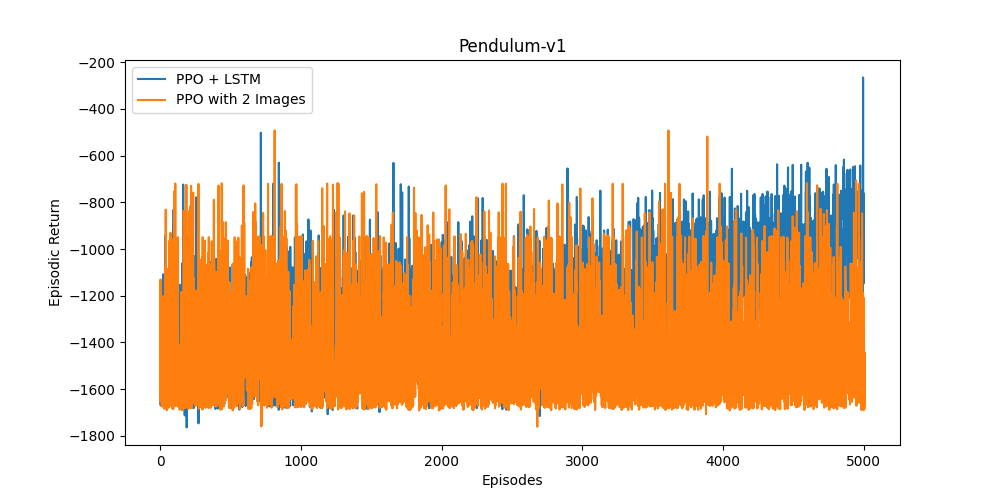 Pendulum-v1
PPO + LSTM
PPO with 2 Images
Episodic Return
−200
−400
−600
−800
−1000
−1200
−1400
−1600
−1800
0 1000 2000 3000 4000 5000
Episodes